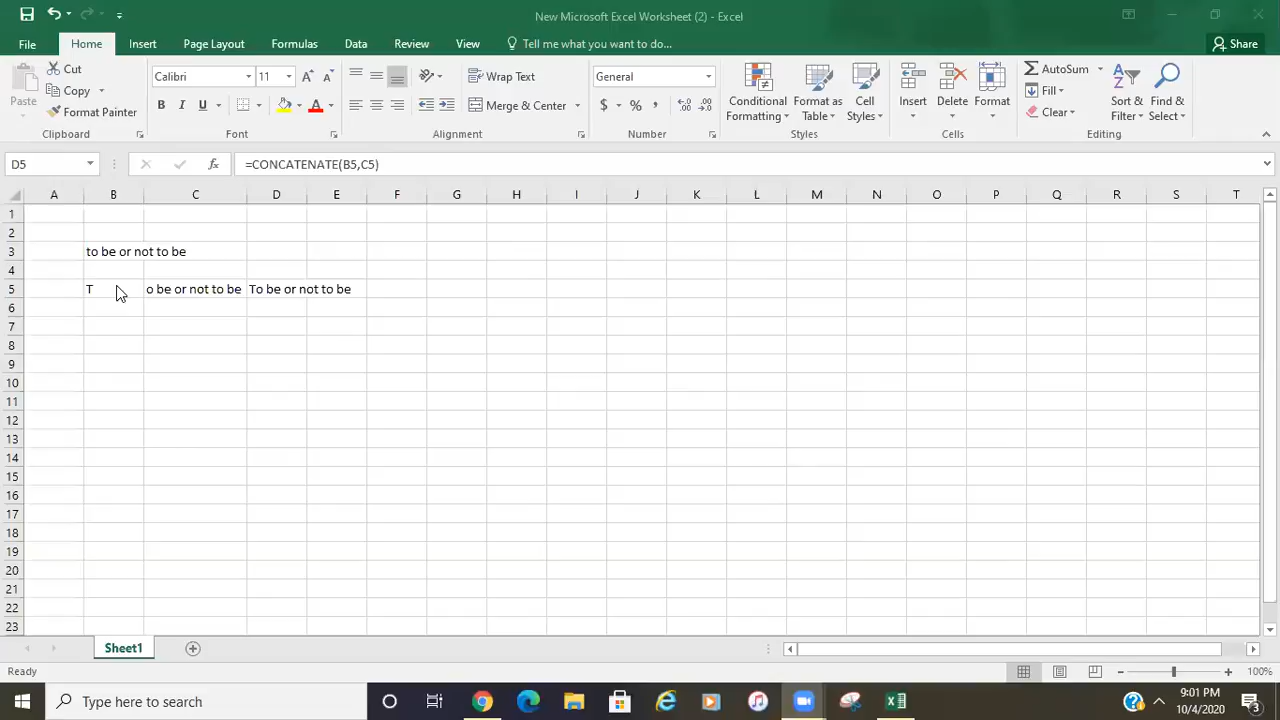 New Microsoft Excel Worksheet (2) - Excel
File Home Insert Page Layout Formulas Data Review View Tell me what you want to do... Share
Paste Cut Copy Format Painter Clipboard
Calibri 11 B I U A Font
Wrap Text Merge & Center Alignment
General $ % , Number
Conditional Formatting Format as Table Cell Styles Styles
Insert Delete Format Cells
AutoSum Fill Clear Sort & Filter Find & Select Editing
D5 fx =CONCATENATE(B5,C5)
A B C D E F G H I J K L M N O P Q R S T
1
2
3 to be or not to be
4
5 T o be or not to be To be or not to be
6
7
8
9
10
11
12
13
14
15
16
17
18
19
20
21
22
23
Sheet1
Ready 100%
Type here to search 9:01 PM
10/4/2020 3